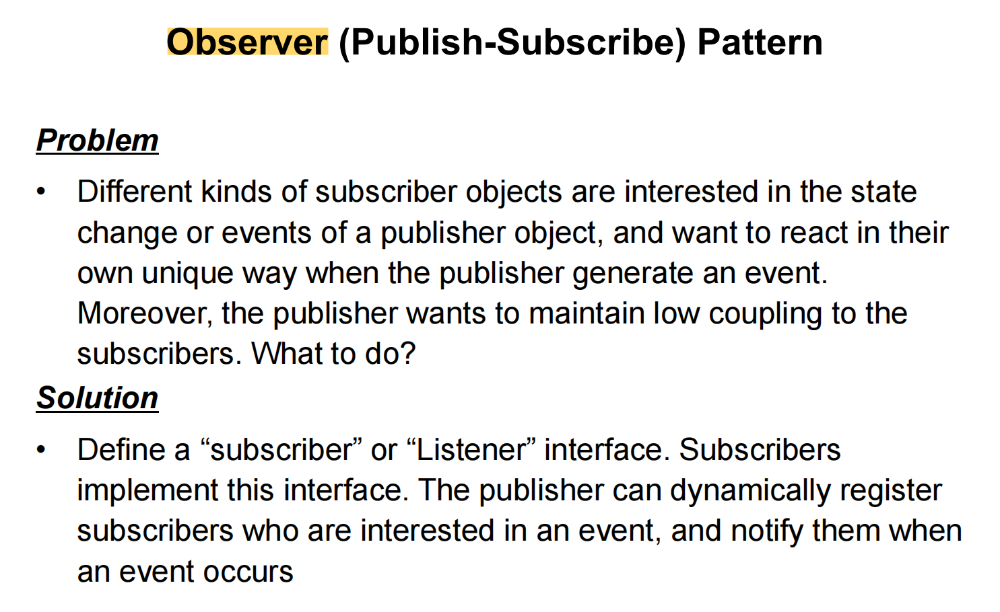 Observer (Publish-Subscribe) Pattern
Problem
• Different kinds of subscriber objects are interested in the state
change or events of a publisher object, and want to react in their
own unique way when the publisher generate an event.
Moreover, the publisher wants to maintain low coupling to the
subscribers. What to do?
Solution
• Define a “subscriber” or “Listener” interface. Subscribers
implement this interface. The publisher can dynamically register
subscribers who are interested in an event, and notify them when
an event occurs